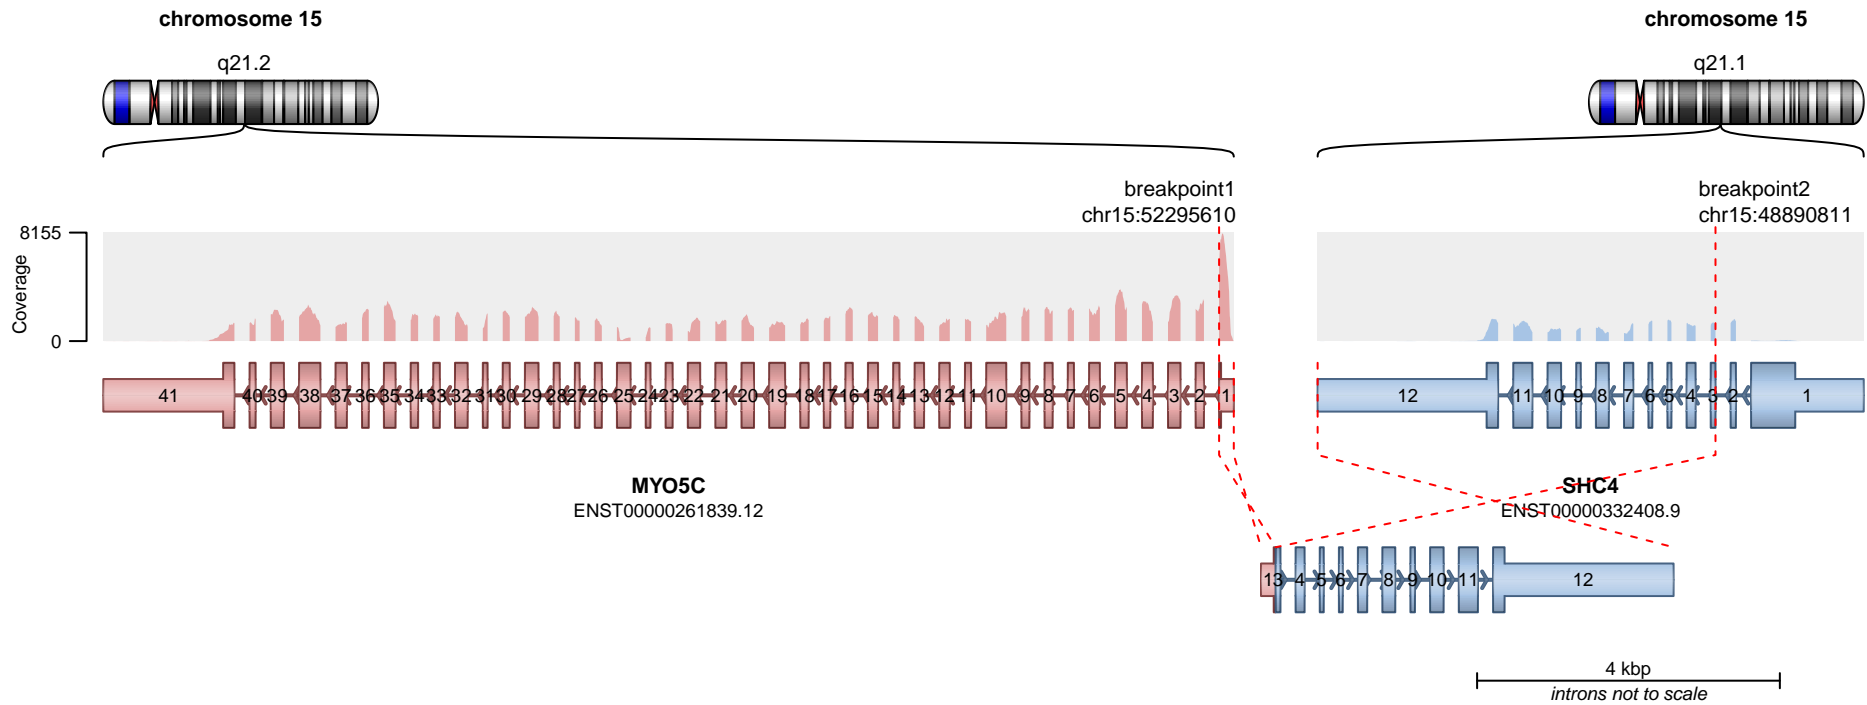 chromosome 15
chromosome 15
q21.2
q21.1
breakpoint1
chr15:52295610
breakpoint2
chr15:48890811
8155
Coverage
0
41 40 39 38 37 36 35 34 33 32 31 30 29 28 27 26 25 24 23 22 21 20 19 18 17 16 15 14 13 12 11 10 9 8 7 6 5 4 3 2 1
12 11 10 9 8 7 6 5 4 3 2 1
MYO5C
ENST00000261839.12
SHC4
ENST00000332408.9
1 3 4 5 6 7 8 9 10 11 12
4 kbp
introns not to scale